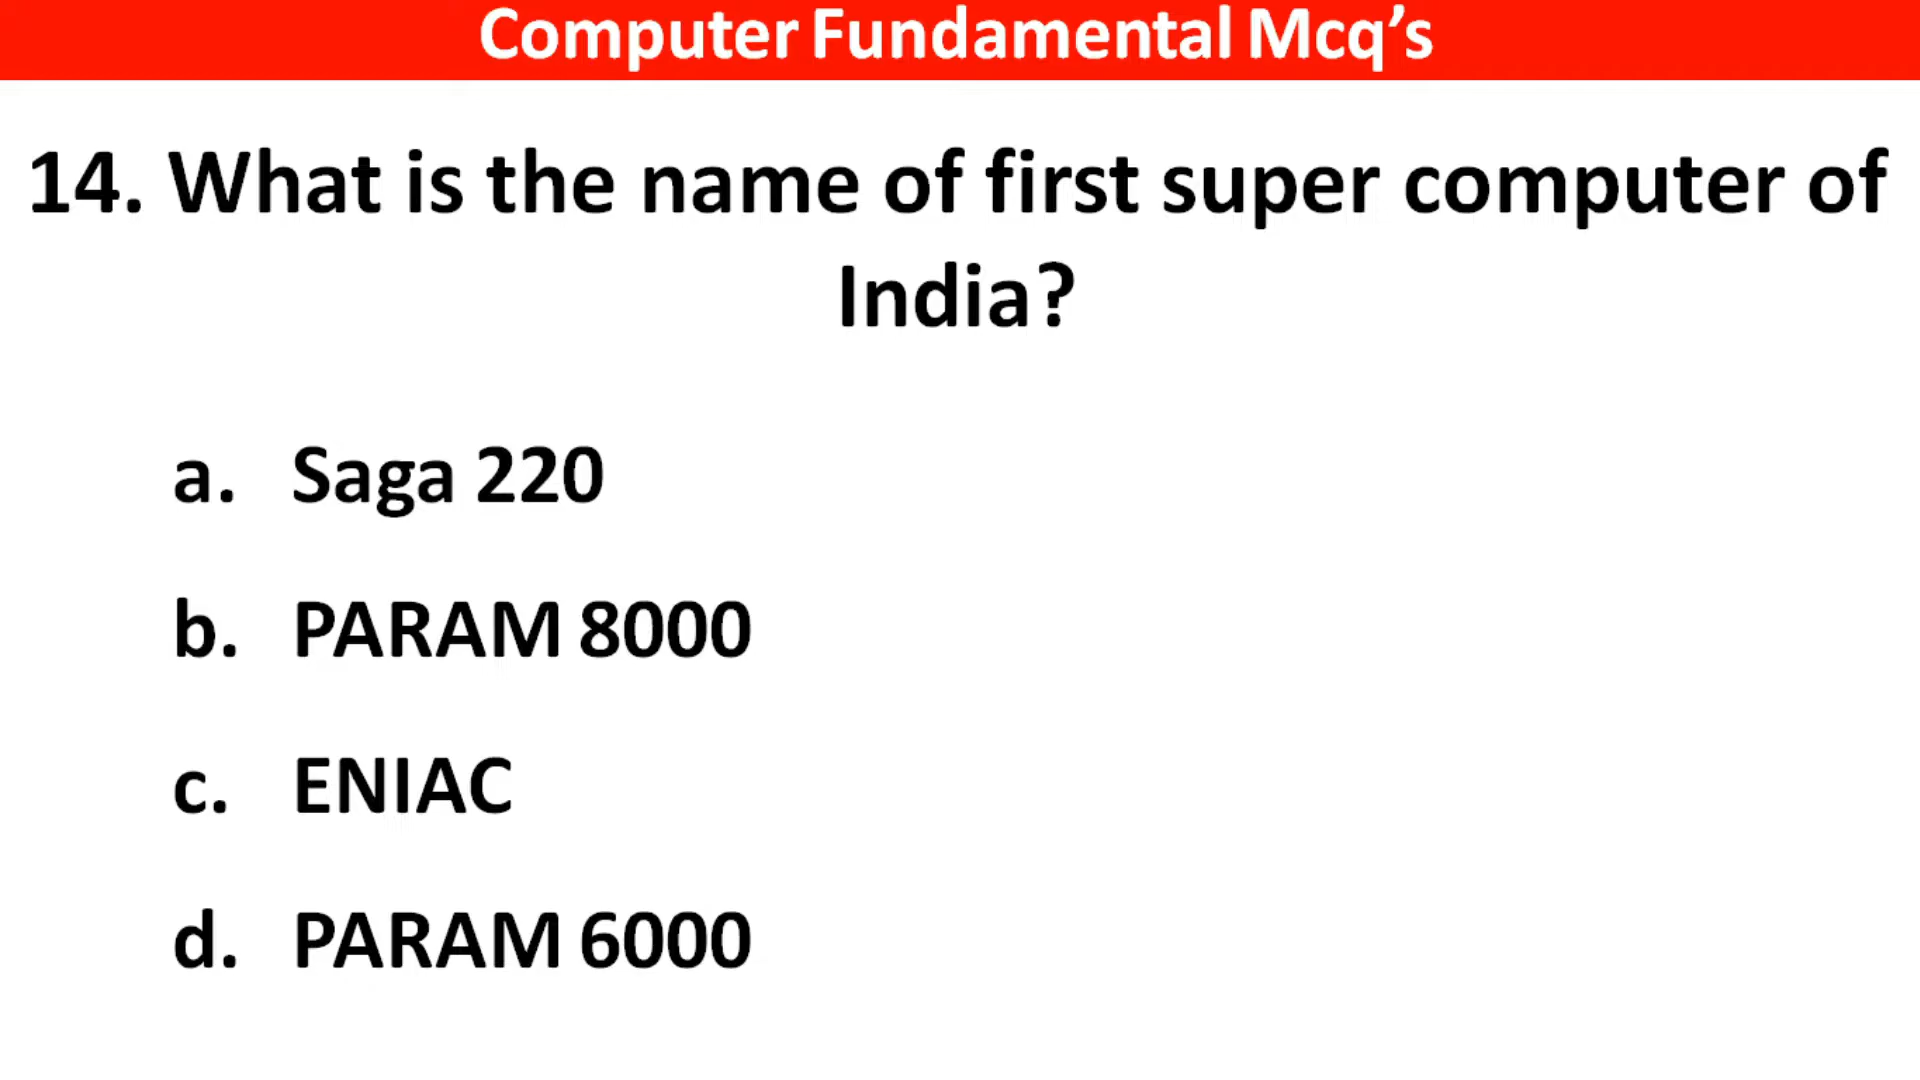 Computer Fundamental Mcq’s
14. What is the name of first super computer of
India?
a. Saga 220
b. PARAM 8000
c. ENIAC
d. PARAM 6000